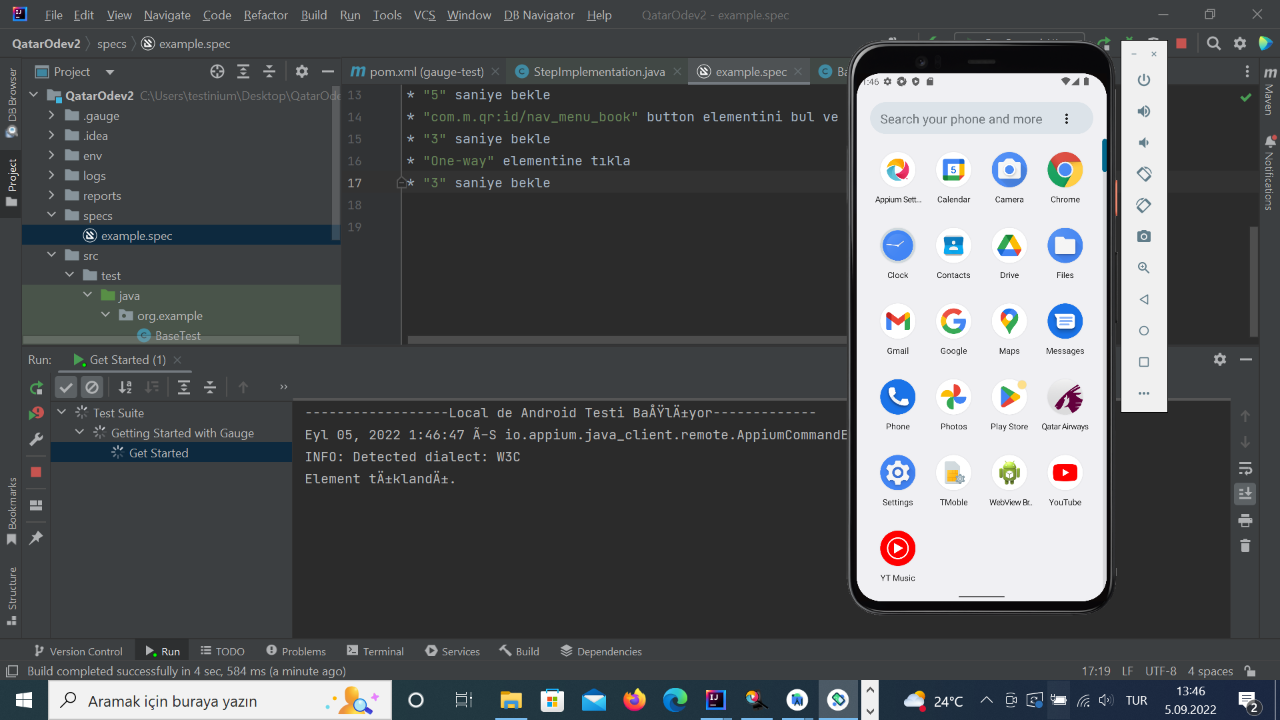 File Edit View Navigate Code Refactor Build Run Tools VCS Window DB Navigator Help QatarOdev2 - example.spec
QatarOdev2 specs example.spec
Project
pom.xml (gauge-test) StepImplementation.java example.spec Ba
DB Browser
Project
Bookmarks
Structure
Maven
Notifications
QatarOdev2 C:\Users\testinium\Desktop\QatarOde
.gauge
.idea
env
logs
reports
specs
example.spec
src
test
java
org.example
BaseTest
13 * "5" saniye bekle
14 * "com.m.qr:id/nav_menu_book" button elementini bul ve
15 * "3" saniye bekle
16 * "One-way" elementine tıkla
17 * "3" saniye bekle
18
19
Run: Get Started (1)
Test Suite
Getting Started with Gauge
Get Started
------------------Local de Android Testi BaÅŸlÄ±yor-------------
Eyl 05, 2022 1:46:47 Ã-S io.appium.java_client.remote.AppiumCommandE
INFO: Detected dialect: W3C
Element tÄ±klandÄ±.
1:46
Search your phone and more
Appium Sett... Calendar Camera Chrome
5
Clock Contacts Drive Files
Gmail Google Maps Messages
Phone Photos Play Store Qatar Airways
Settings TMoble WebView Br.. YouTube
YT Music
Version Control Run TODO Problems Terminal Services Build Dependencies
Build completed successfully in 4 sec, 584 ms (a minute ago) 17:19 LF UTF-8 4 spaces
Aramak için buraya yazın
24°C
TUR
13:46
5.09.2022
2